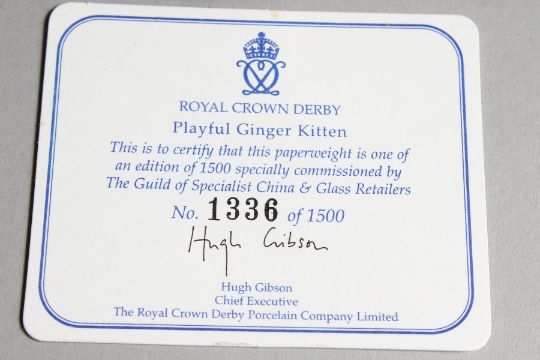 ROYAL CROWN DERBY
Playful Ginger Kitten
This is to certify that this paperweight is one of
an edition of 1500 specially commissioned by
The Guild of Specialist China & Glass Retailers
No. 1336 of 1500
Hugh Gibson
Hugh Gibson
Chief Executive
The Royal Crown Derby Porcelain Company Limited